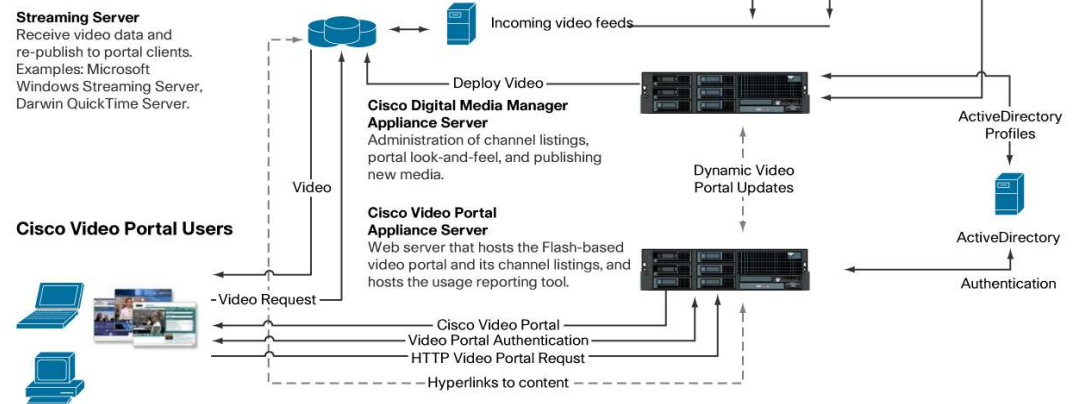 Streaming Server
Receive video data and
re-publish to portal clients.
Examples: Microsoft
Windows Streaming Server,
Darwin QuickTime Server.
Incoming video feeds
Deploy Video
Cisco Digital Media Manager
Appliance Server
Administration of channel listings,
portal look-and-feel, and publishing
new media.
ActiveDirectory
Profiles
Dynamic Video
Portal Updates
Video
Cisco Video Portal
Appliance Server
Web server that hosts the Flash-based
video portal and its channel listings, and
hosts the usage reporting tool.
Cisco Video Portal Users
ActiveDirectory
Authentication
Video Request
Cisco Video Portal
Video Portal Authentication
HTTP Video Portal Requst
Hyperlinks to content